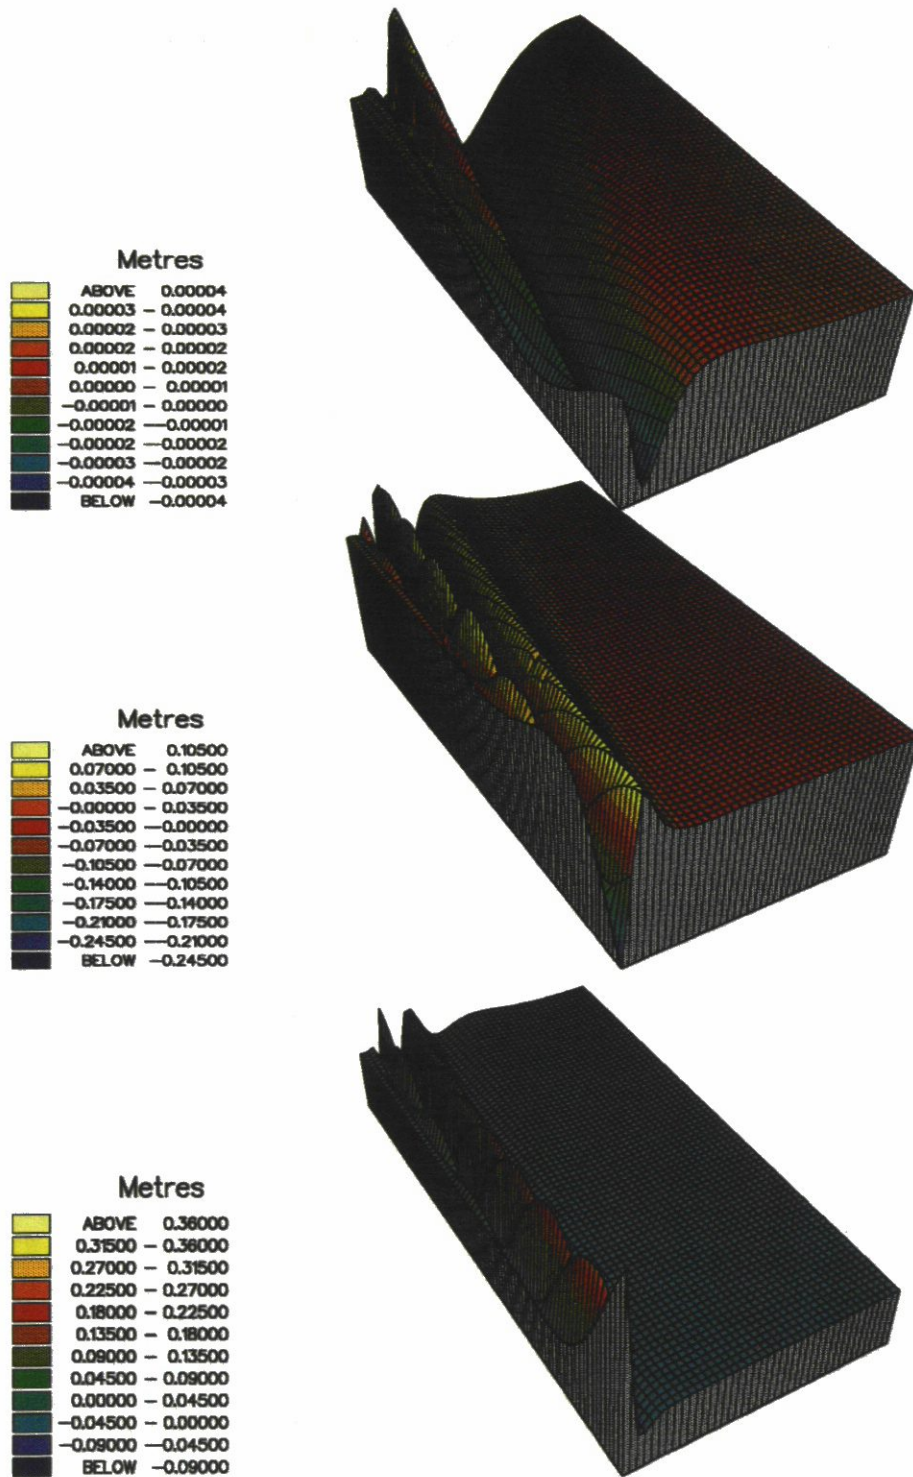 Metres
ABOVE 0.00004
0.00003 - 0.00004
0.00002 - 0.00003
0.00002 - 0.00002
0.00001 - 0.00002
0.00000 - 0.00001
-0.00001 - 0.00000
-0.00002 --0.00001
-0.00002 --0.00002
-0.00003 --0.00002
-0.00004 --0.00003
BELOW -0.00004
Metres
ABOVE 0.10500
0.07000 - 0.10500
0.03500 - 0.07000
-0.00000 - 0.03500
-0.03500 --0.00000
-0.07000 --0.03500
-0.10500 --0.07000
-0.14000 --0.10500
-0.17500 --0.14000
-0.21000 --0.17500
-0.24500 --0.21000
BELOW -0.24500
Metres
ABOVE 0.36000
0.31500 - 0.36000
0.27000 - 0.31500
0.22500 - 0.27000
0.18000 - 0.22500
0.13500 - 0.18000
0.09000 - 0.13500
0.04500 - 0.09000
0.00000 - 0.04500
-0.04500 - 0.00000
-0.09000 --0.04500
BELOW -0.09000